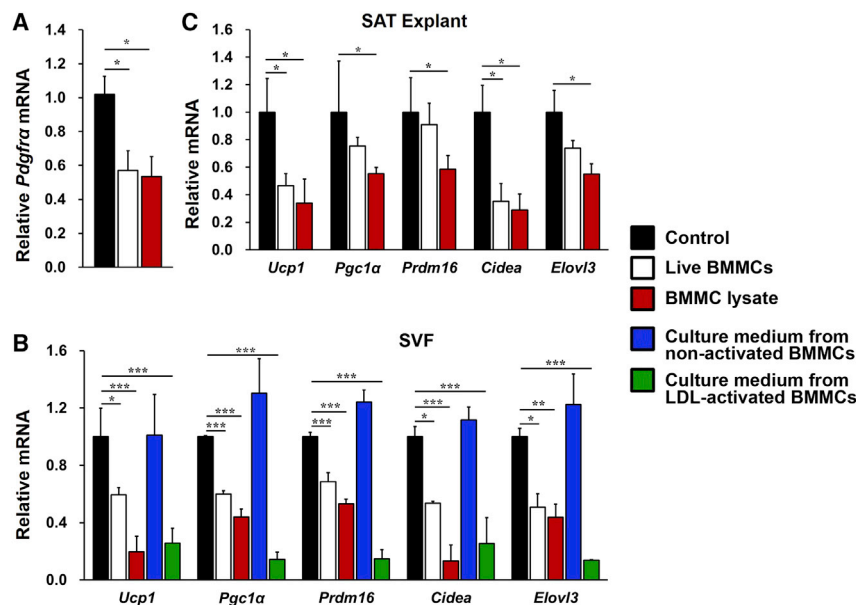 A
Relative Pdgfrα mRNA
1.4
1.2
1.0
0.8
0.6
0.4
0.2
0.0
*
*
C
SAT Explant
Relative mRNA
1.6
1.4
1.2
1.0
0.8
0.6
0.4
0.2
0.0
*
*
*
*
*
*
*
Ucp1 Pgc1α Prdm16 Cidea Elovl3
Control
Live BMMCs
BMMC lysate
Culture medium from
non-activated BMMCs
Culture medium from
LDL-activated BMMCs
B
SVF
Relative mRNA
1.6
1.2
0.8
0.4
0.0
***
***
*
***
***
***
***
***
***
***
***
*
***
**
*
Ucp1 Pgc1α Prdm16 Cidea Elovl3